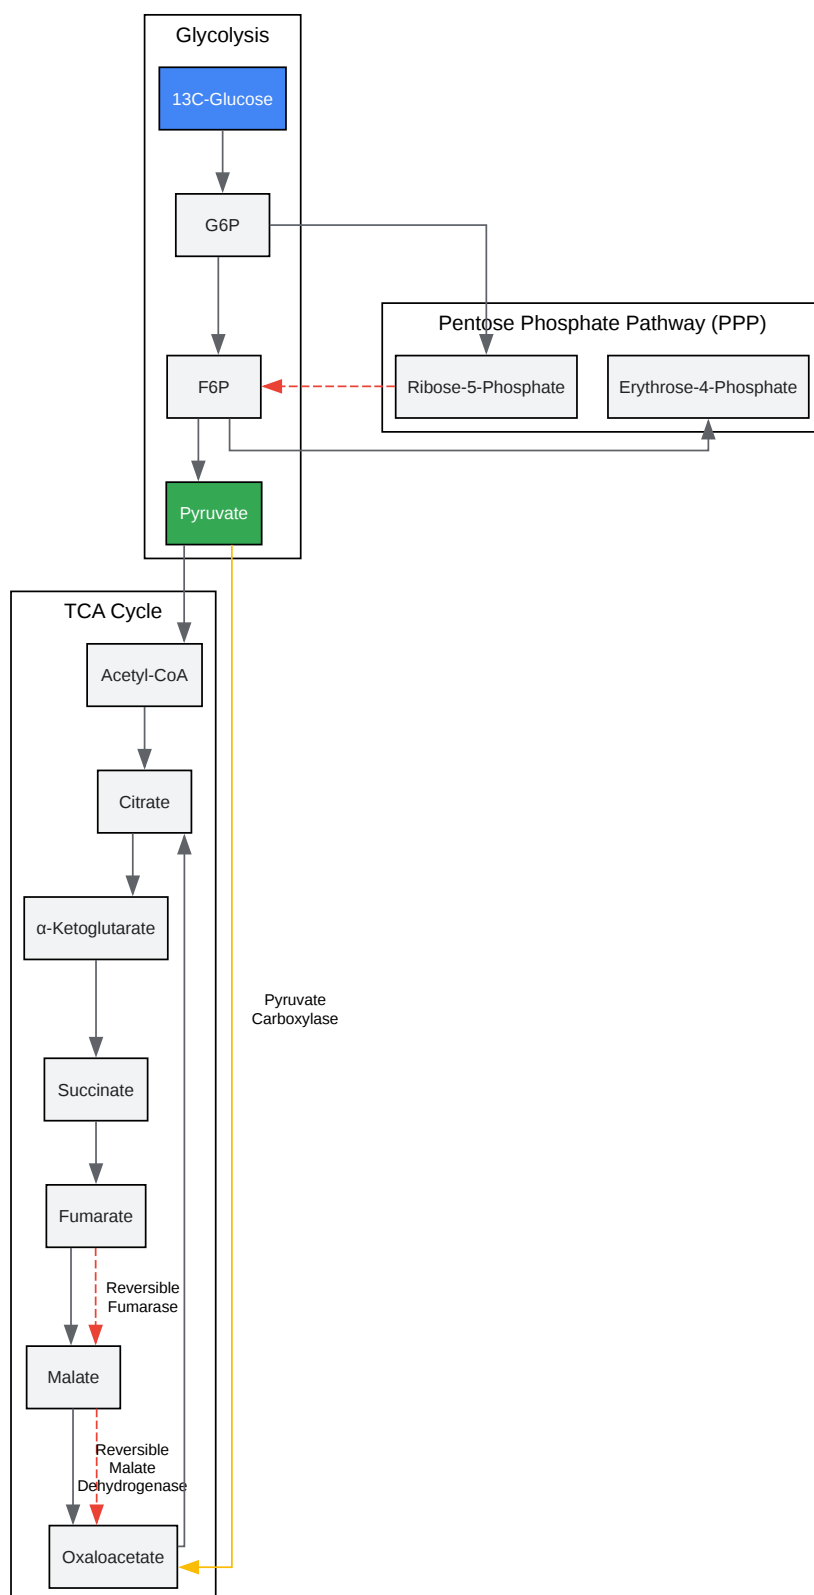 Glycolysis
13C-Glucose
G6P
Pentose Phosphate Pathway (PPP)
F6P
Ribose-5-Phosphate
Erythrose-4-Phosphate
Pyruvate
TCA Cycle
Acetyl-CoA
Citrate
α-Ketoglutarate
Pyruvate
Carboxylase
Succinate
Fumarate
Reversible
Fumarase
Malate
Reversible
Malate
Dehydrogenase
Oxaloacetate